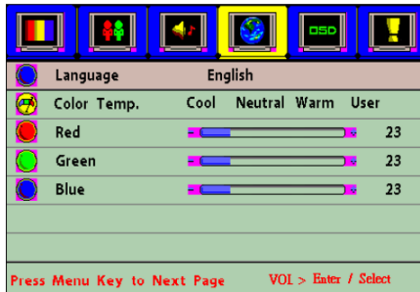 OSD
Language English
Color Temp. Cool Neutral Warm User
Red 23
Green 23
Blue 23
Press Menu Key to Next Page VOL > Enter / Select